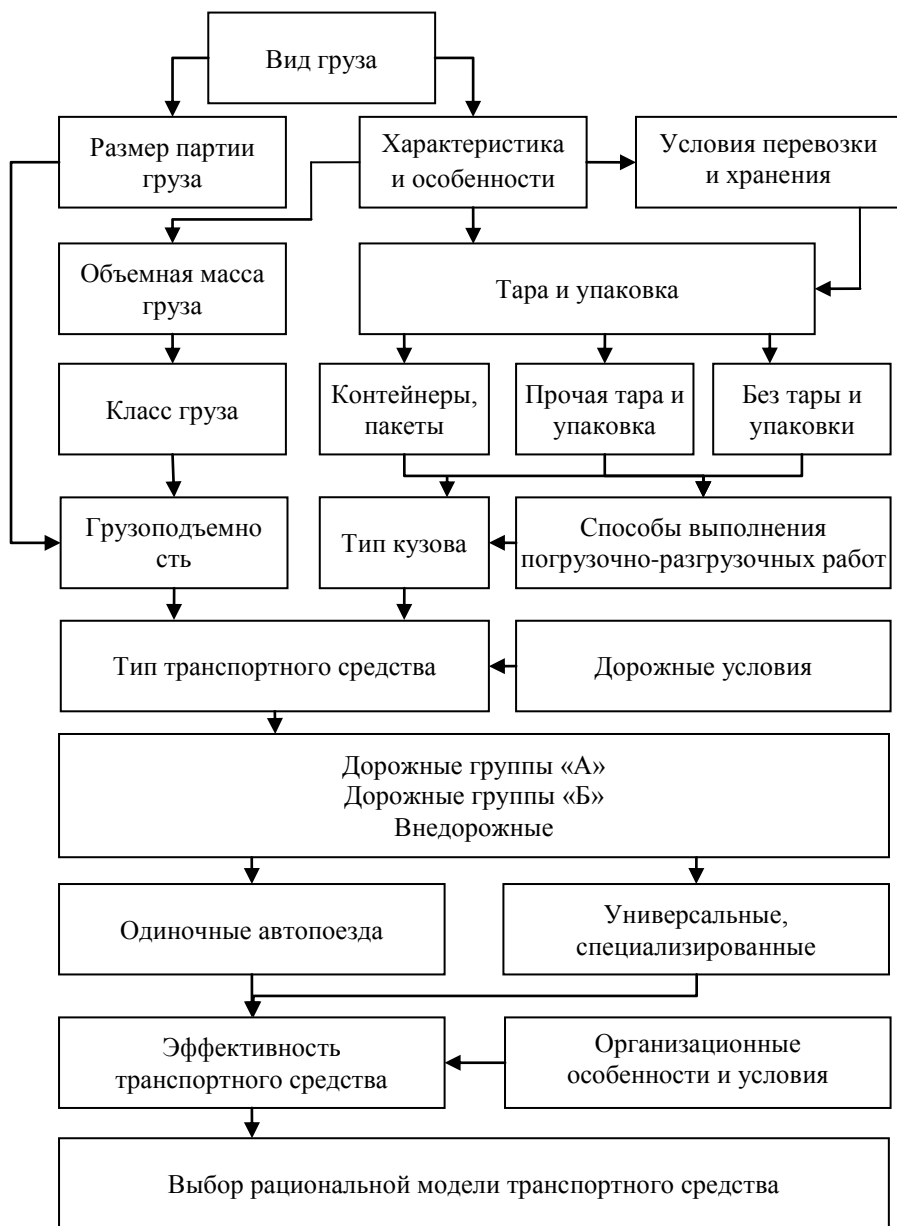 Вид груза
Размер партии
груза
Характеристика
и особенности
Условия перевозки
и хранения
Объемная масса
груза
Тара и упаковка
Класс груза
Контейнеры,
пакеты
Прочая тара и
упаковка
Без тары и
упаковки
Грузоподъемно
сть
Тип кузова
Способы выполнения
погрузочно-разгрузочных работ
Тип транспортного средства
Дорожные условия
Дорожные группы «А»
Дорожные группы «Б»
Внедорожные
Одиночные автопоезда
Универсальные,
специализированные
Эффективность
транспортного средства
Организационные
особенности и условия
Выбор рациональной модели транспортного средства